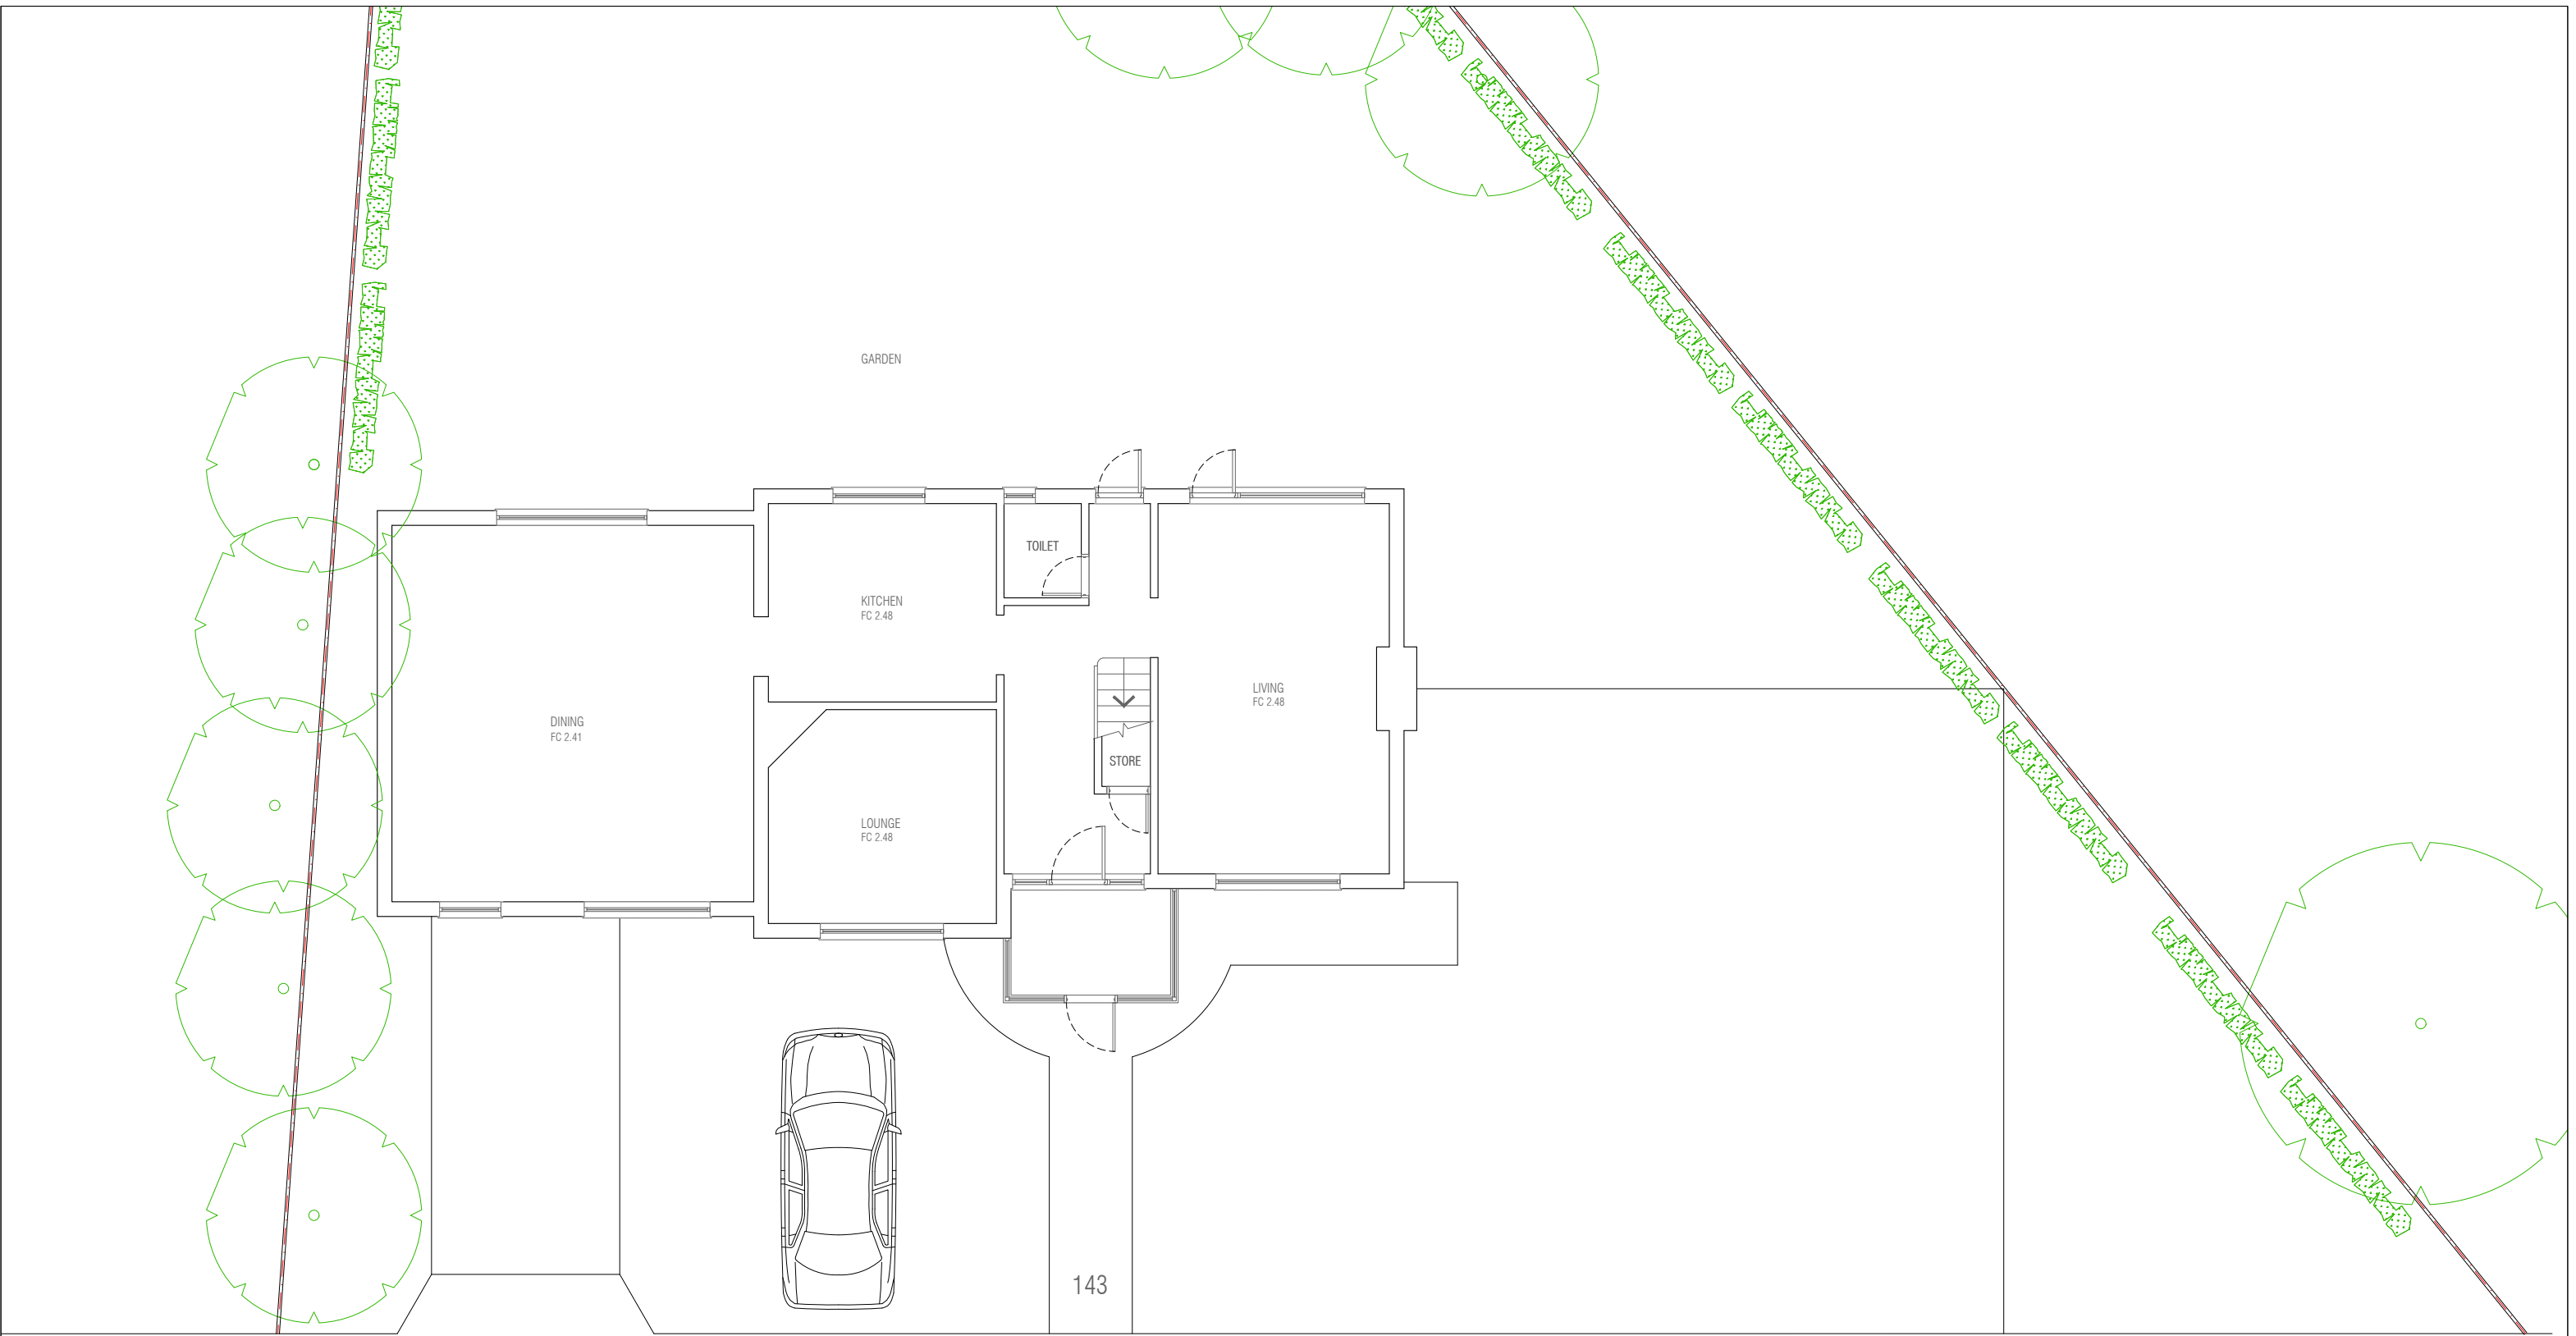 GARDEN
TOILET
KITCHEN
FC 2.48
LIVING
FC 2.48
DINING
FC 2.41
STORE
LOUNGE
FC 2.48
143